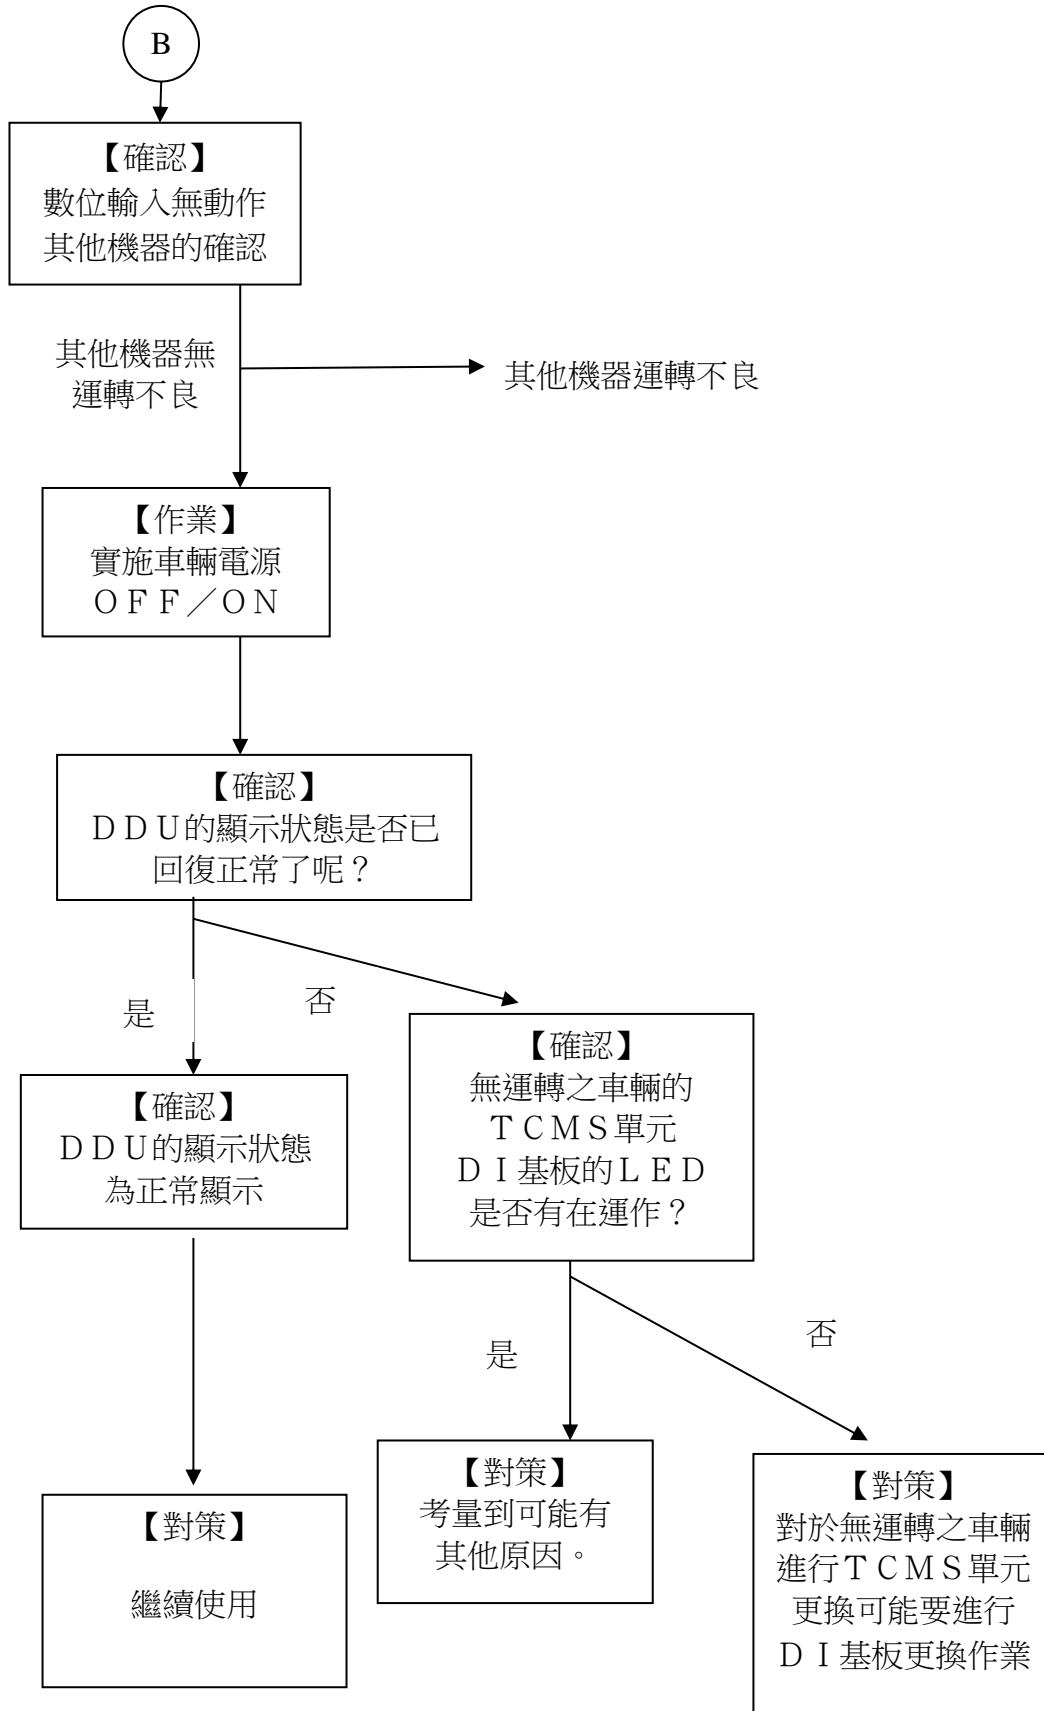 B
【確認】
數位輸入無動作
其他機器的確認
其他機器無
運轉不良
其他機器運轉不良
【作業】
實施車輛電源
ＯＦＦ／ＯＮ
【確認】
ＤＤＵ的顯示狀態是否已
回復正常了呢？
是
否
【確認】
ＤＤＵ的顯示狀態
為正常顯示
【確認】
無運轉之車輛的
ＴＣＭＳ單元
ＤＩ基板的ＬＥＤ
是否有在運作？
是
否
【對策】
繼續使用
【對策】
考量到可能有
其他原因。
【對策】
對於無運轉之車輛
進行ＴＣＭＳ單元
更換可能要進行
ＤＩ基板更換作業